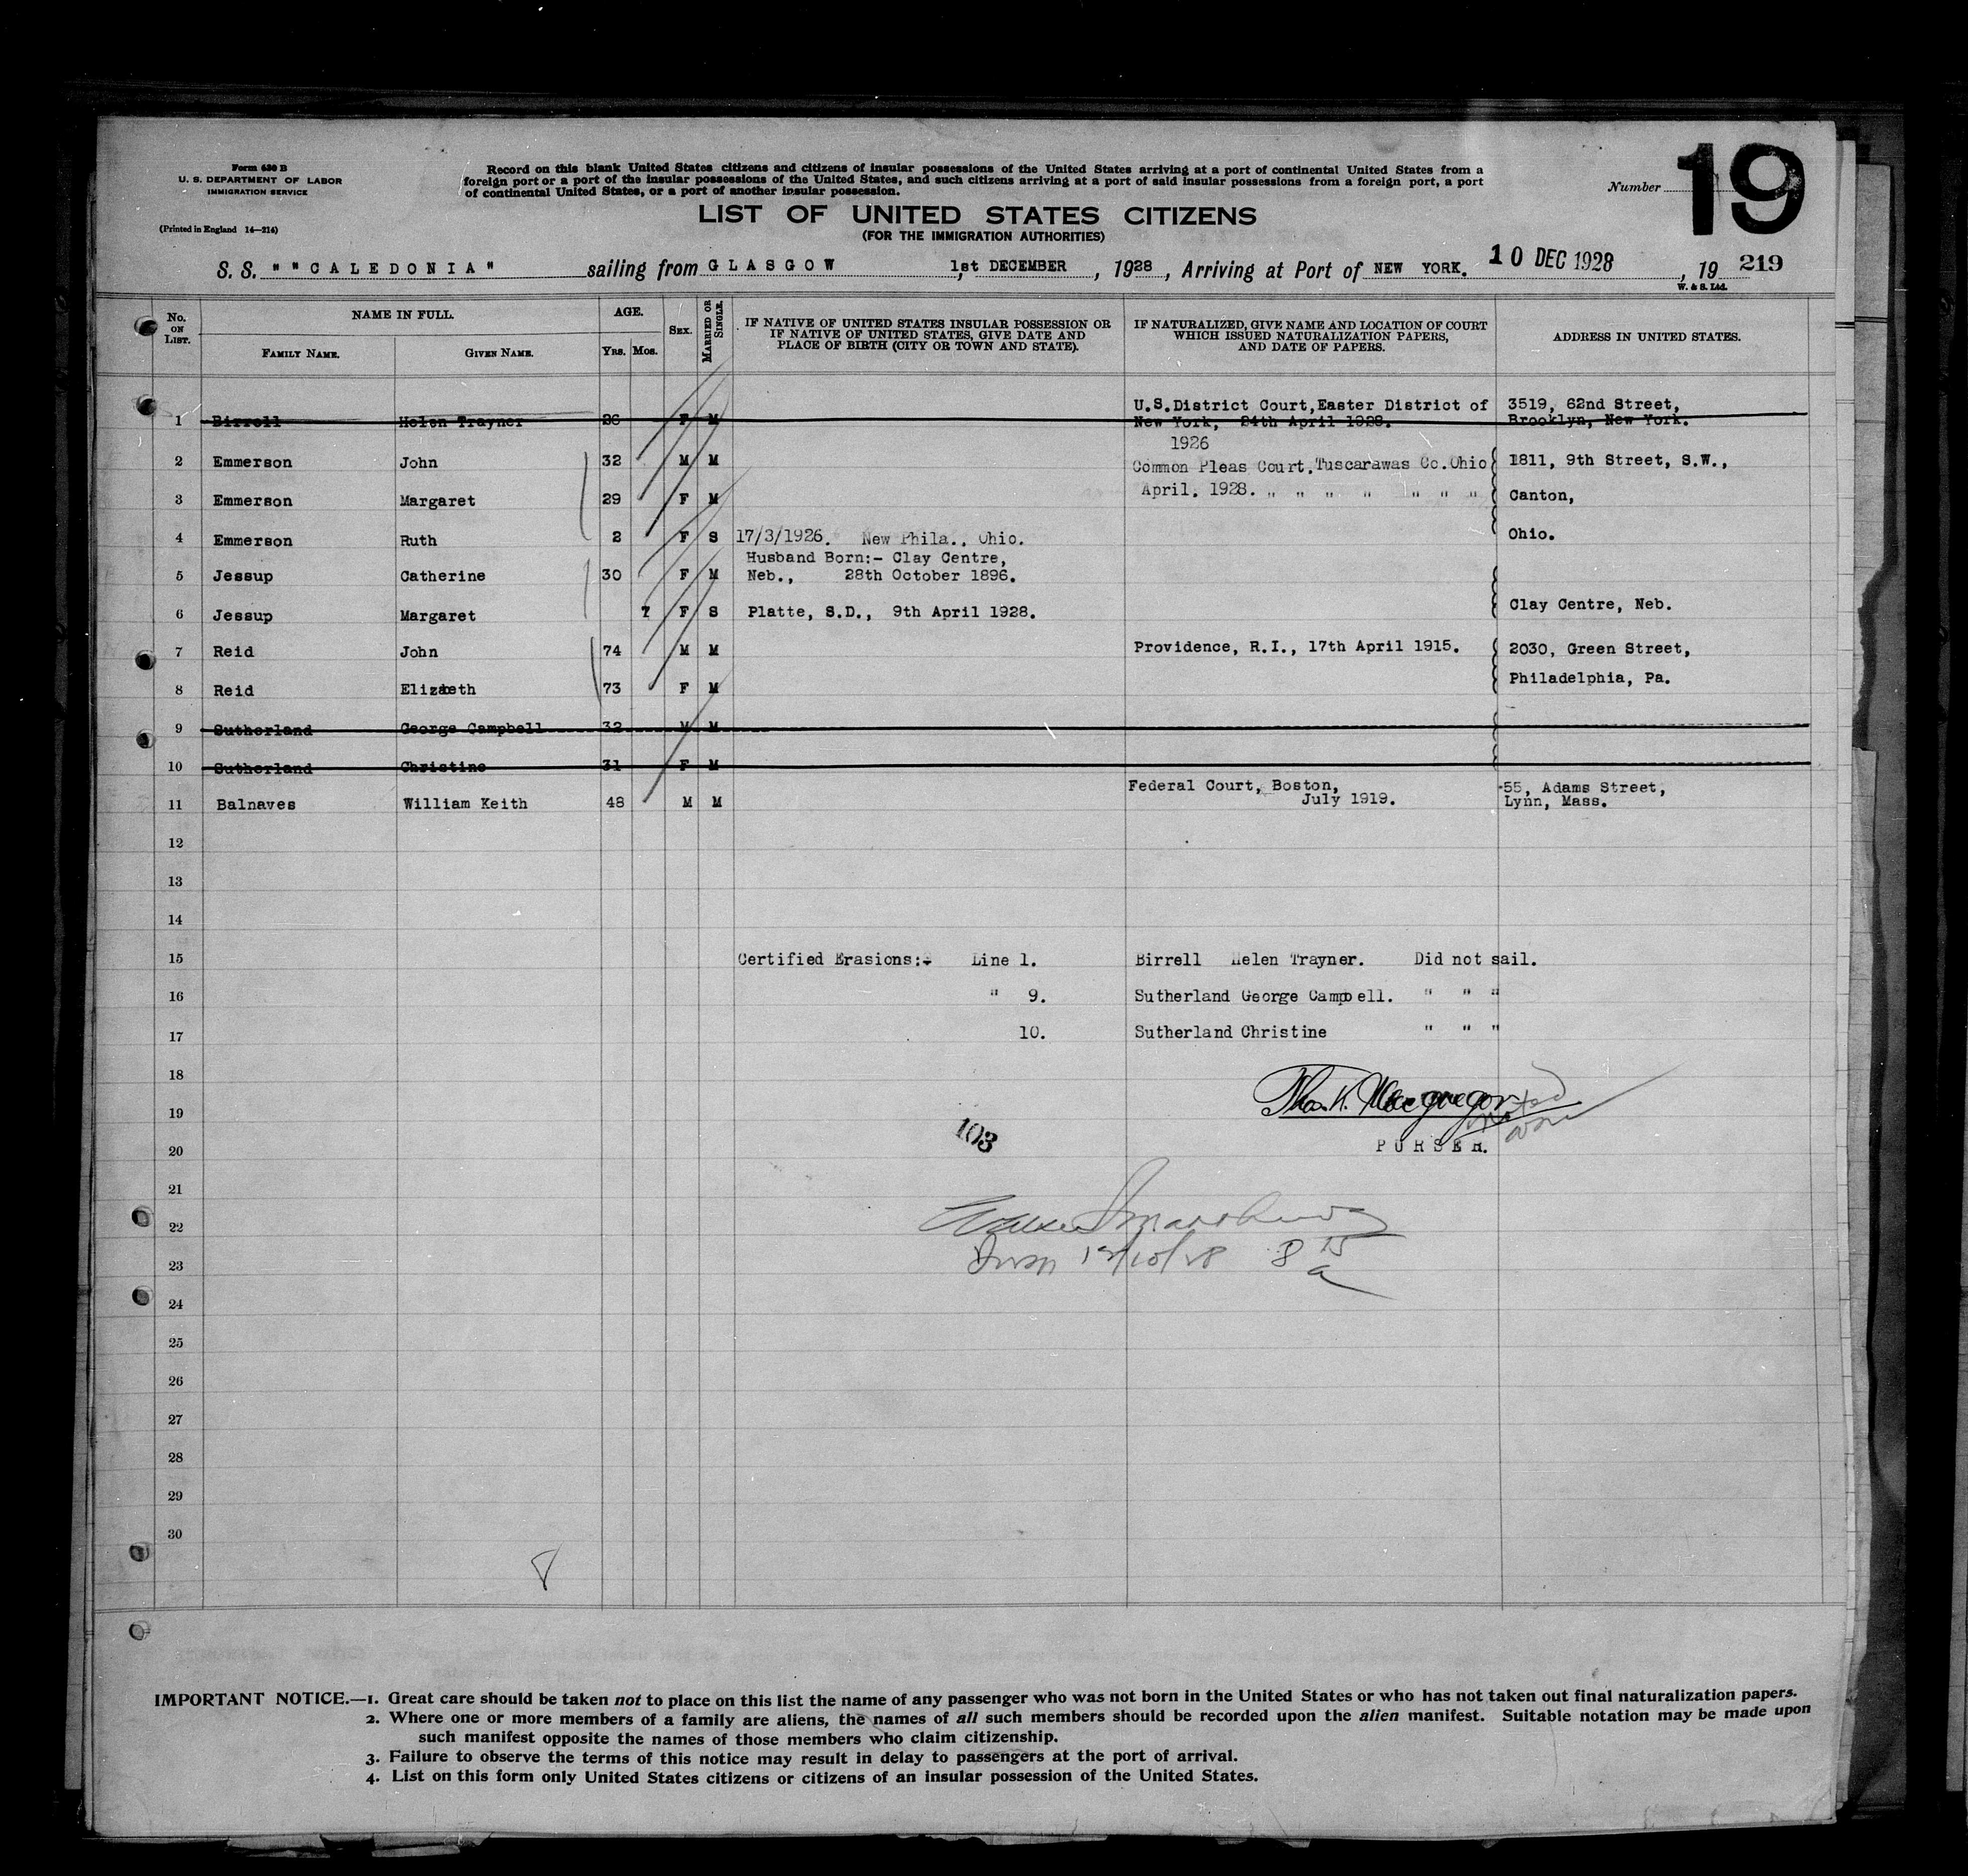 Form 630 B
U. S. DEPARTMENT OF LABOR
IMMIGRATION SERVICE
(Printed in England 14—214)
Record on this blank United States citizens and citizens of insular possessions of the United States arriving at a port of continental United States from a
foreign port or a port of the insular possessions of the United States, and such citizens arriving at a port of said insular possessions from a foreign port, a port
of continental United States, or a port of another insular possession.
LIST OF UNITED STATES CITIZENS
(FOR THE IMMIGRATION AUTHORITIES)
Number 19
S. S. " "CALEDONIA" sailing from GLASGOW 1st DECEMBER, 1928, Arriving at Port of NEW YORK. 10 DEC 1928, 19 219
W. & S. Ltd.
No. ON LIST. NAME IN FULL. FAMILY NAME. GIVEN NAME. AGE. Yrs. Mos. SEX. MARRIED OR SINGLE. IF NATIVE OF UNITED STATES INSULAR POSSESSION OR IF NATIVE OF UNITED STATES, GIVE DATE AND PLACE OF BIRTH (CITY OR TOWN AND STATE). IF NATURALIZED, GIVE NAME AND LOCATION OF COURT WHICH ISSUED NATURALIZATION PAPERS, AND DATE OF PAPERS. ADDRESS IN UNITED STATES.
U.S.District Court,Easter District of 3519, 62nd Street,
1 Birrell Helen Trayner 26 F M New York, 24th April 1928. Brooklyn, New York.
1926
2 Emmerson John 32 M M Common Pleas Court.Tuscarawas Co.Ohio 1811, 9th Street, S.W.,
3 Emmerson Margaret 29 F M April. 1928. " " " " " " " Canton,
4 Emmerson Ruth 2 F S 17/3/1926. New Phila., Ohio. Ohio.
Husband Born:- Clay Centre,
5 Jessup Catherine 30 F M Neb., 28th October 1896.
6 Jessup Margaret 7 F S Platte, S.D., 9th April 1928. Clay Centre, Neb.
7 Reid John 74 M M Providence, R.I., 17th April 1915. 2030, Green Street,
8 Reid Elizabeth 73 F M Philadelphia, Pa.
9 Sutherland George Campbell 32 M M
10 Sutherland Christine 31 F M
Federal Court, Boston, 55, Adams Street,
11 Balnaves William Keith 48 M M July 1919. Lynn, Mass.
12
13
14
15 Certified Erasions:- Line 1. Birrell Helen Trayner. Did not sail.
16 " 9. Sutherland George Campbell. " " "
17 10. Sutherland Christine " " "
18
19 Thos. K. Macgregor
103
20 PURSER.
21
22
23 12/10/28 8 15 a
24
25
26
27
28
29
30
IMPORTANT NOTICE.—1. Great care should be taken not to place on this list the name of any passenger who was not born in the United States or who has not taken out final naturalization papers.
2. Where one or more members of a family are aliens, the names of all such members should be recorded upon the alien manifest. Suitable notation may be made upon
such manifest opposite the names of those members who claim citizenship.
3. Failure to observe the terms of this notice may result in delay to passengers at the port of arrival.
4. List on this form only United States citizens or citizens of an insular possession of the United States.